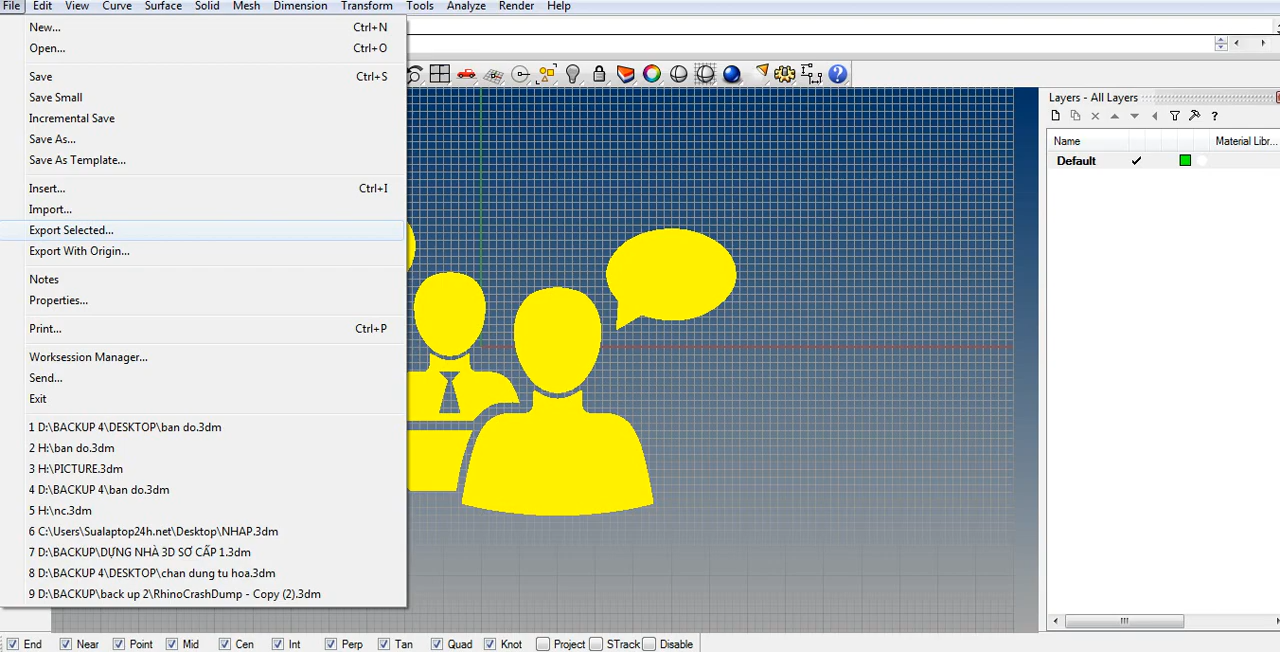 File Edit View Curve Surface Solid Mesh Dimension Transform Tools Analyze Render Help
New... Ctrl+N
Open... Ctrl+O
Save Ctrl+S
Save Small
Incremental Save
Save As...
Save As Template...
Insert... Ctrl+I
Import...
Export Selected...
Export With Origin...
Notes
Properties...
Print... Ctrl+P
Worksession Manager...
Send...
Exit
1 D:\BACKUP 4\DESKTOP\ban do.3dm
2 H:\ban do.3dm
3 H:\PICTURE.3dm
4 D:\BACKUP 4\ban do.3dm
5 H:\nc.3dm
6 C:\Users\Sualaptop24h.net\Desktop\NHAP.3dm
7 D:\BACKUP\DỰNG NHÀ 3D SƠ CẤP 1.3dm
8 D:\BACKUP 4\DESKTOP\chan dung tu hoa.3dm
9 D:\BACKUP\back up 2\RhinoCrashDump - Copy (2).3dm
Layers - All Layers
Name Material Libr...
Default
End Near Point Mid Cen Int Perp Tan Quad Knot Project STrack Disable